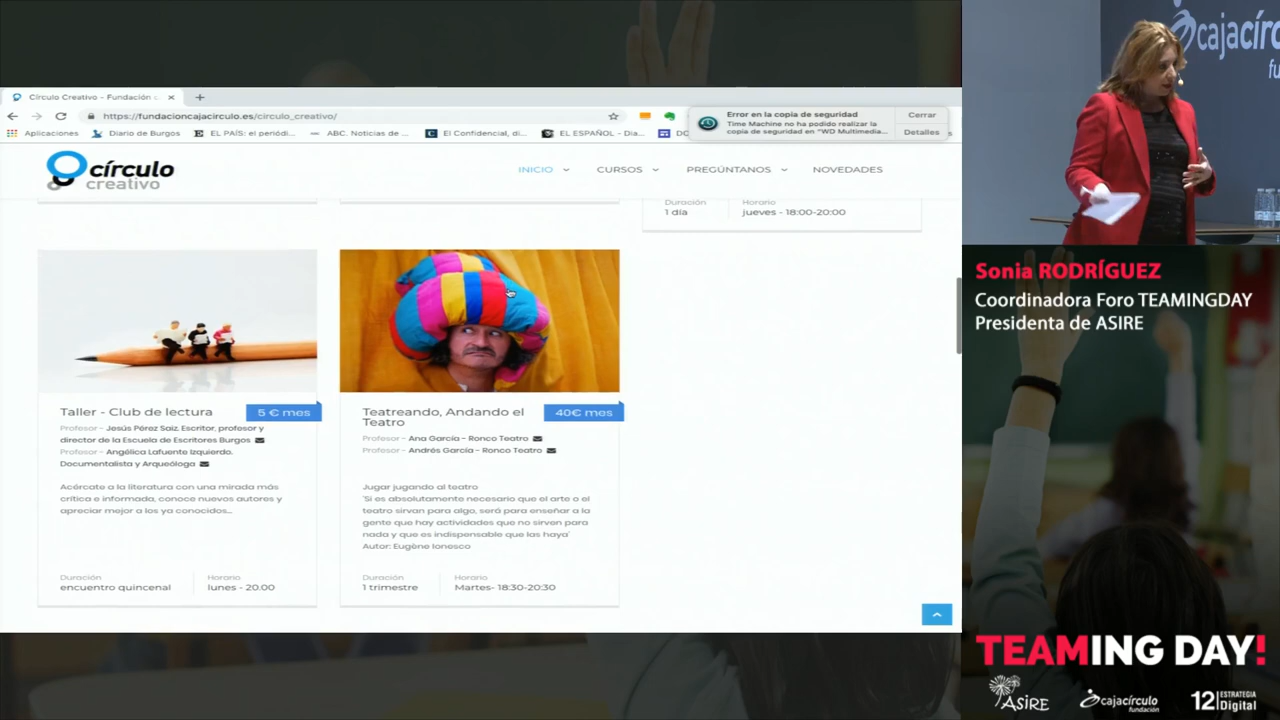 Círculo Creativo - Fundación c
https://fundacioncajacirculo.es/circulo_creativo/
Aplicaciones
Diario de Burgos
EL PAÍS: el periódi...
ABC. Noticias de ...
El Confidencial, di...
EL ESPAÑOL - Dia...
DC
Error en la copia de seguridad
Time Machine no ha podido realizar la
copia de seguridad en "WD Multimedia...
Cerrar
Detalles
círculo
creativo
INICIO
CURSOS
PREGÚNTANOS
NOVEDADES
Duración
1 día
Horario
jueves - 18:00-20:00
Taller - Club de lectura
5 € mes
Profesor - Jesús Pérez Saiz. Escritor, profesor y
director de la Escuela de Escritores Burgos
Profesor - Angélica Lafuente Izquierdo.
Documentalista y Arqueóloga
Acércate a la literatura con una mirada más
crítica e informada, conoce nuevos autores y
apreciar mejor a los ya conocidos...
Duración
encuentro quincenal
Horario
lunes - 20.00
Teatreando, Andando el
Teatro
40€ mes
Profesor - Ana García - Ronco Teatro
Profesor - Andrés García - Ronco Teatro
Jugar jugando al teatro
'Si es absolutamente necesario que el arte o el
teatro sirvan para algo, será para enseñar a la
gente que hay actividades que no sirven para
nada y que es indispensable que las haya'
Autor: Eugène Ionesco
Duración
1 trimestre
Horario
Martes- 18:30-20:30
cajacírc
fu
Sonia RODRÍGUEZ
Coordinadora Foro TEAMINGDAY
Presidenta de ASIRE
TEAMING DAY!
ASIRE
cajacírculo
fundación
12 ESTRATEGIA
Digital